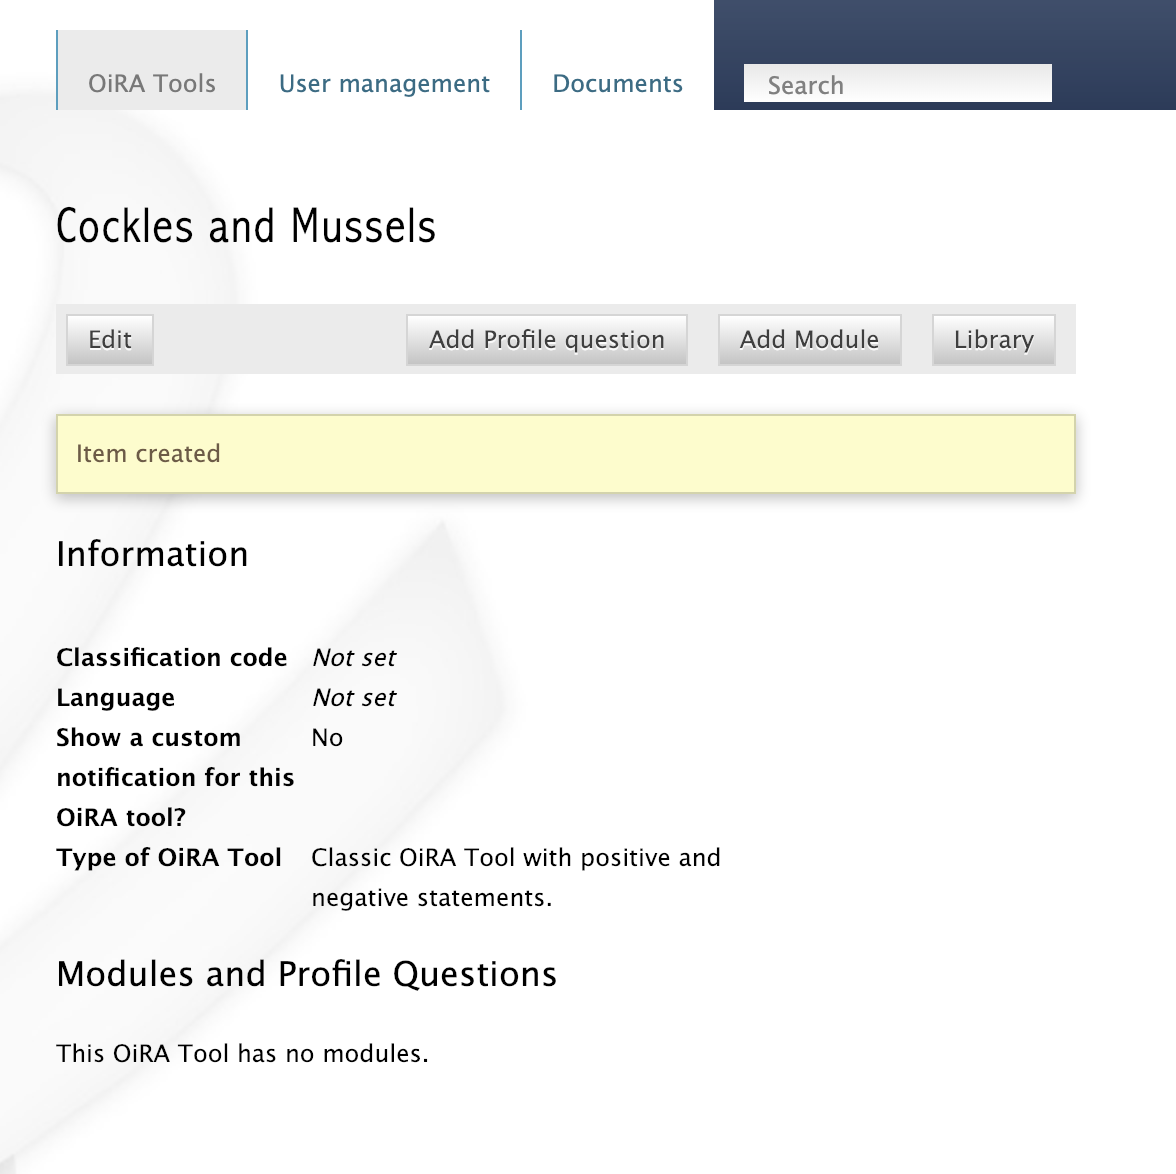 OiRA Tools User management Documents Search
Cockles and Mussels
Edit Add Profile question Add Module Library
Item created
Information
Classification code Not set
Language Not set
Show a custom No
notification for this
OiRA tool?
Type of OiRA Tool Classic OiRA Tool with positive and
negative statements.
Modules and Profile Questions
This OiRA Tool has no modules.